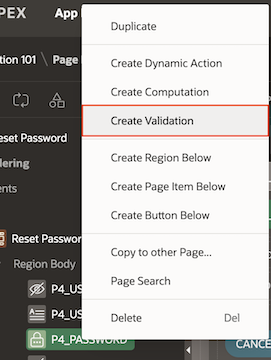 PEX
App
Duplicate
tion 101 \ Page
Create Dynamic Action
Create Computation
Create Validation
eset Password
Create Region Below
dering
Create Page Item Below
ents
Create Button Below
Reset Passwor
Copy to other Page...
Region Body
Page Search
P4_US
P4_US
Delete Del
P4_PASSWORD
CANCE